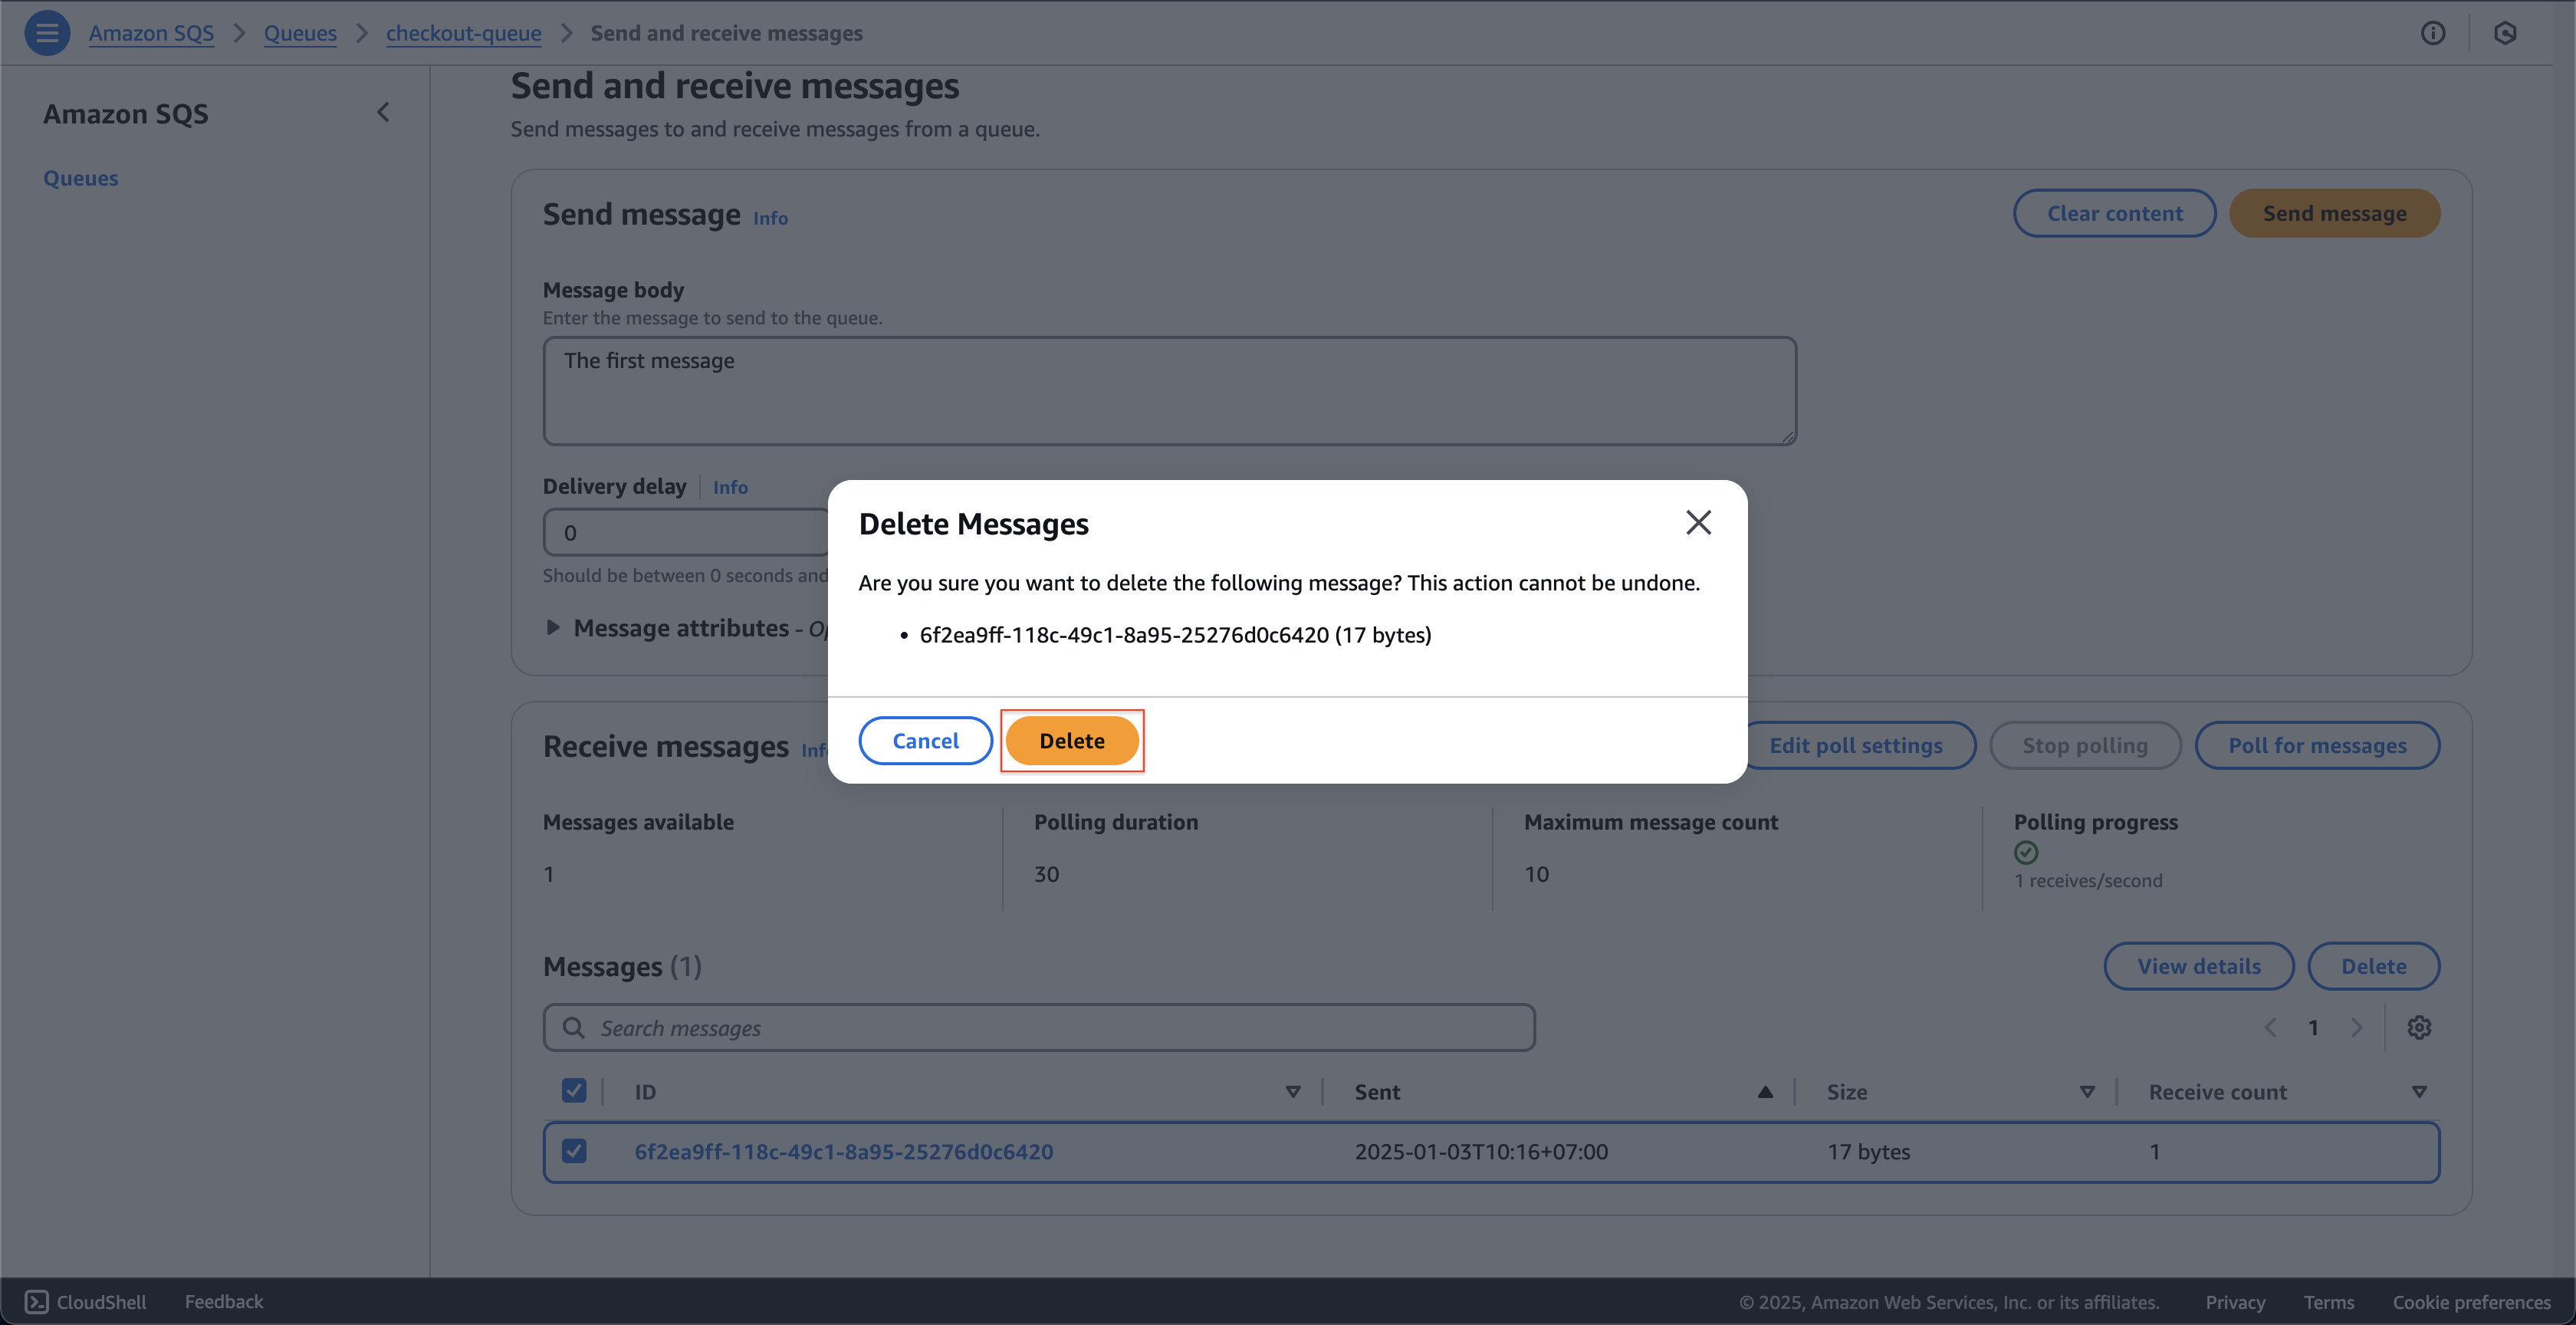 Amazon SQS > Queues > checkout-queue > Send and receive messages
Amazon SQS
Queues
Send and receive messages
Send messages to and receive messages from a queue.
Send message Info
Clear content
Send message
Message body
Enter the message to send to the queue.
The first message
Delivery delay Info
0
Should be between 0 seconds and
Message attributes -
Delete Messages
Are you sure you want to delete the following message? This action cannot be undone.
• 6f2ea9ff-118c-49c1-8a95-25276d0c6420 (17 bytes)
Cancel
Delete
Receive messages
Edit poll settings
Stop polling
Poll for messages
Messages available
1
Polling duration
30
Maximum message count
10
Polling progress
1 receives/second
Messages (1)
View details
Delete
Search messages
1
ID Sent Size Receive count
6f2ea9ff-118c-49c1-8a95-25276d0c6420 2025-01-03T10:16+07:00 17 bytes 1
CloudShell Feedback © 2025, Amazon Web Services, Inc. or its affiliates. Privacy Terms Cookie preferences